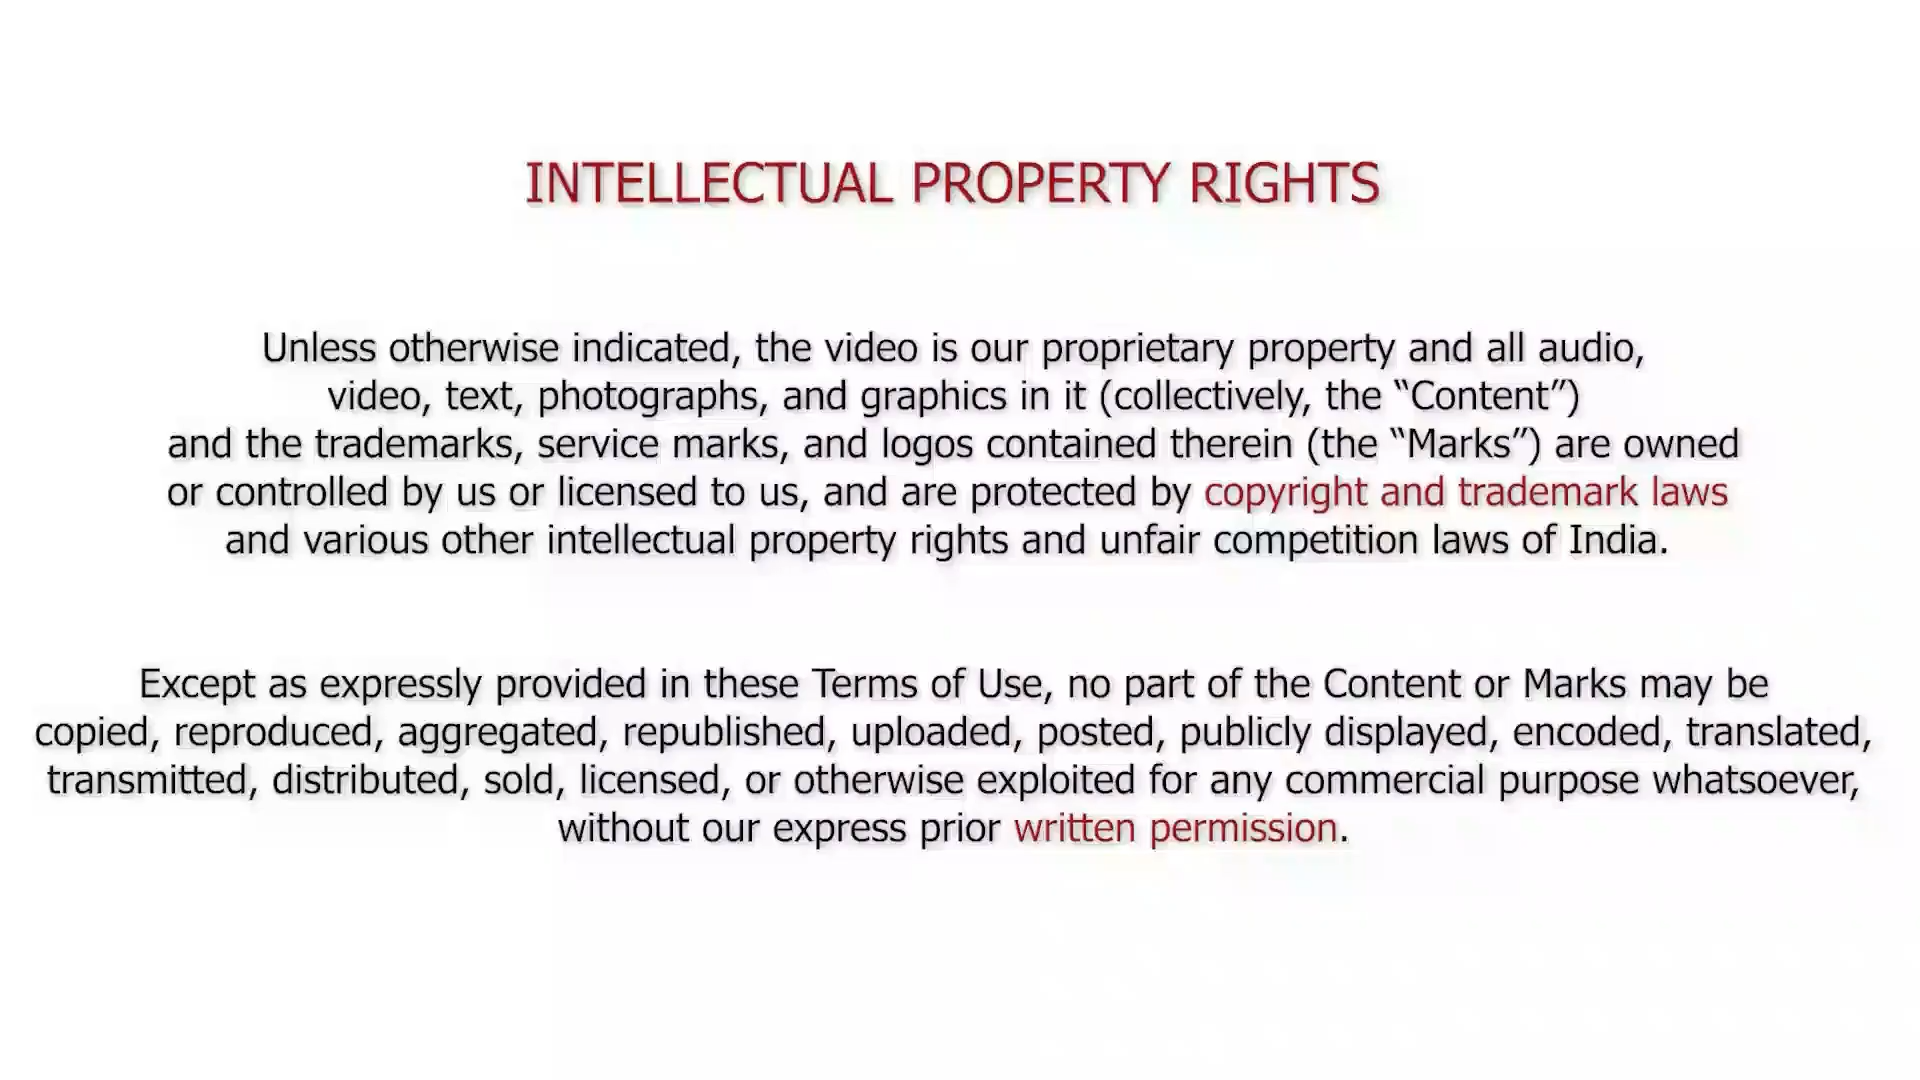 INTELLECTUAL PROPERTY RIGHTS
Unless otherwise indicated, the video is our proprietary property and all audio,
video, text, photographs, and graphics in it (collectively, the “Content”)
and the trademarks, service marks, and logos contained therein (the “Marks”) are owned
or controlled by us or licensed to us, and are protected by copyright and trademark laws
and various other intellectual property rights and unfair competition laws of India.
Except as expressly provided in these Terms of Use, no part of the Content or Marks may be
copied, reproduced, aggregated, republished, uploaded, posted, publicly displayed, encoded, translated,
transmitted, distributed, sold, licensed, or otherwise exploited for any commercial purpose whatsoever,
without our express prior written permission.